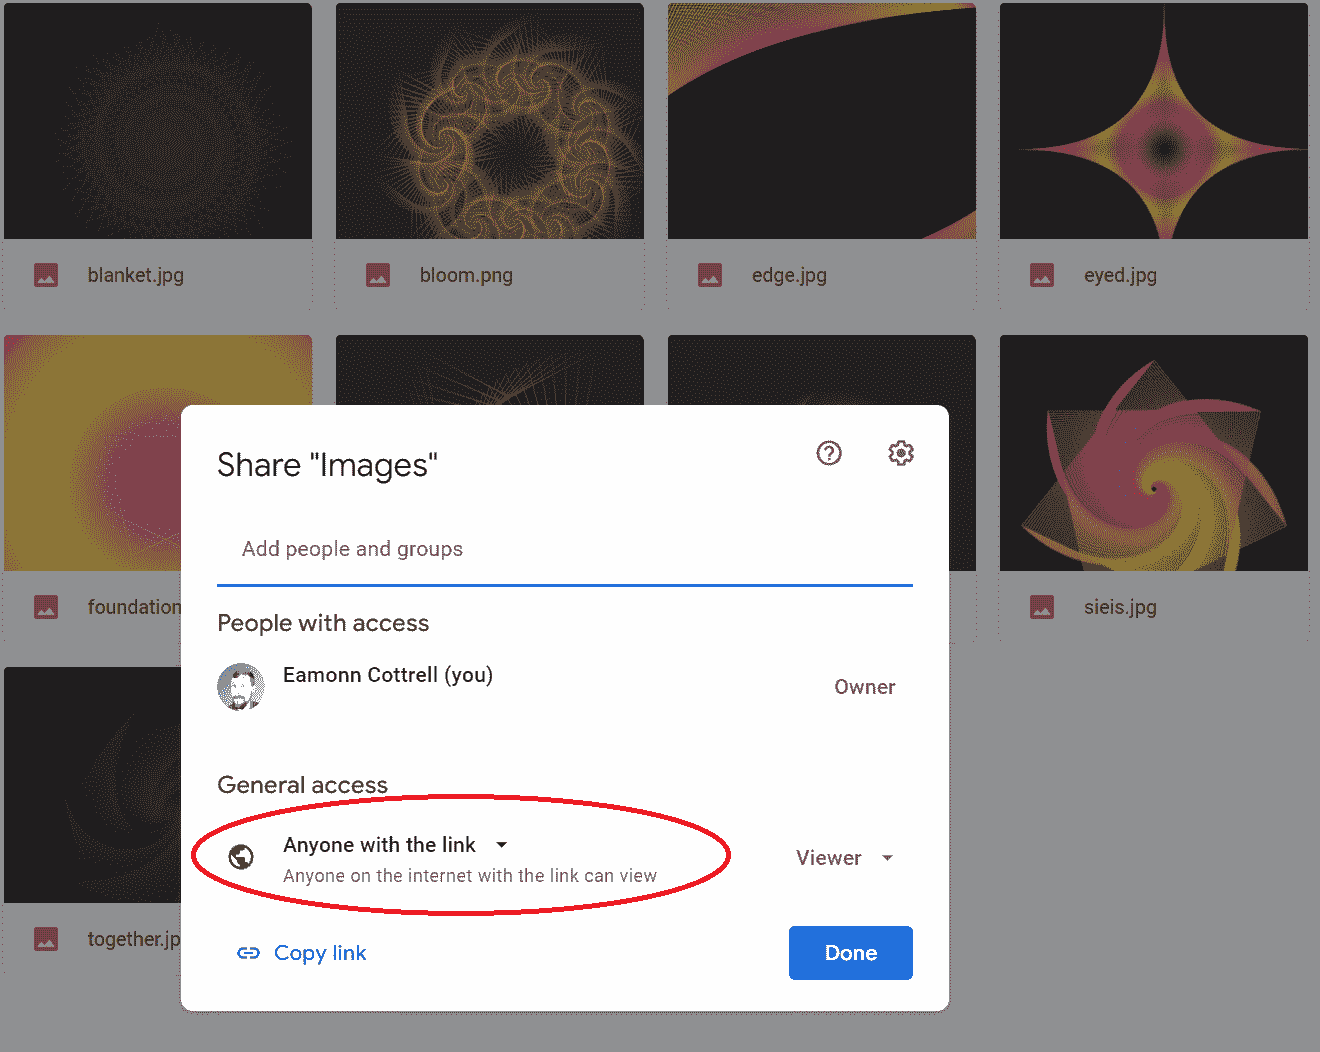 blanket.jpg
bloom.png
edge.jpg
eyed.jpg
foundation
sieis.jpg
together.jp
Share "Images"
Add people and groups
People with access
Eamonn Cottrell (you)
Owner
General access
Anyone with the link
Anyone on the internet with the link can view
Viewer
Copy link
Done